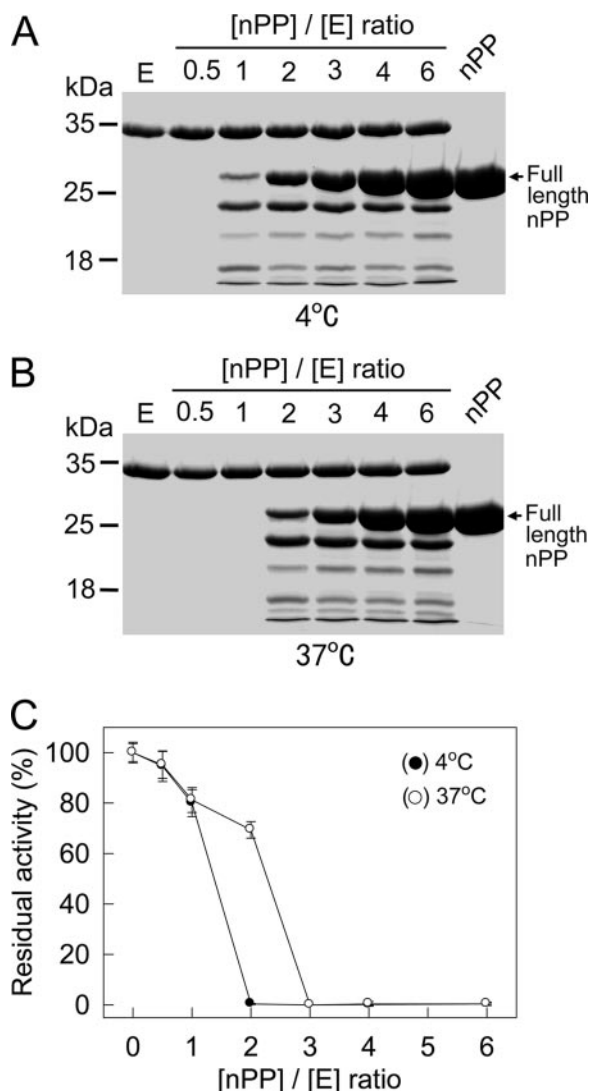 A
[nPP] / [E] ratio
kDa E 0.5 1 2 3 4 6 nPP
35
25
18
Full
length
nPP
4°C
B
[nPP] / [E] ratio
kDa E 0.5 1 2 3 4 6 nPP
35
25
18
Full
length
nPP
37°C
C
Residual activity (%)
100
80
60
40
20
0
(●) 4°C
(○) 37°C
0 1 2 3 4 5 6
[nPP] / [E] ratio